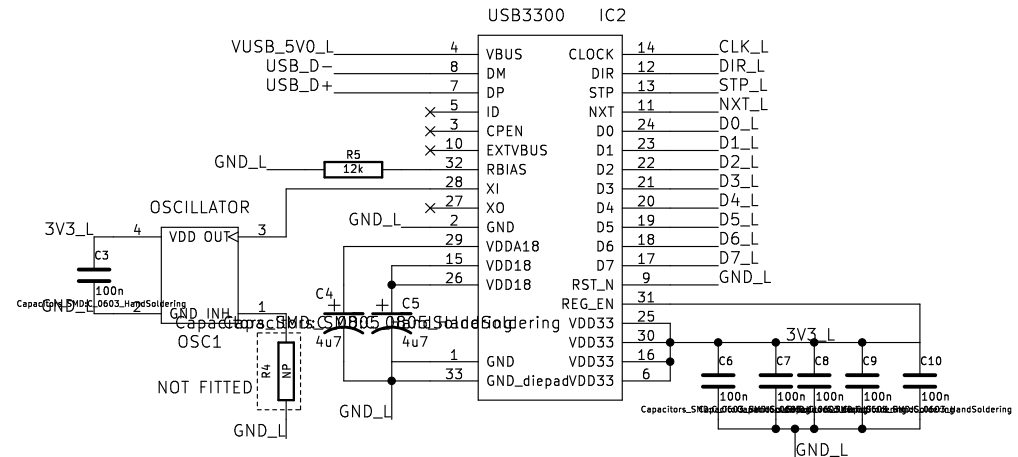 USB3300 IC2
VUSB_5V0_L 4 VBUS CLOCK 14 CLK_L
USB_D- 8 DM DIR 12 DIR_L
USB_D+ 7 DP STP 13 STP_L
5 ID NXT 11 NXT_L
3 CPEN D0 24 D0_L
10 EXTVBUS D1 23 D1_L
GND_L R5 12k 32 RBIAS D2 22 D2_L
28 XI D3 21 D3_L
27 XO D4 20 D4_L
GND_L 2 GND D5 19 D5_L
29 VDDA18 D6 18 D6_L
15 VDD18 D7 17 D7_L
26 VDD18 RST_N 9 GND_L
REG_EN 31
VDD33 25
VDD33 30
1 GND VDD33 16
33 GND_diepad VDD33 6
OSCILLATOR
3V3_L 4 VDD OUT 3
C3
100n
Capacitors_SMD:C_0603_HandSoldering
GND_L 2 GND INH 1
OSC1
C4 C5
4u7 4u7
R4 NP
NOT FITTED
GND_L
GND_L
3V3_L
C6 C7 C8 C9 C10
100n 100n 100n 100n 100n
GND_L